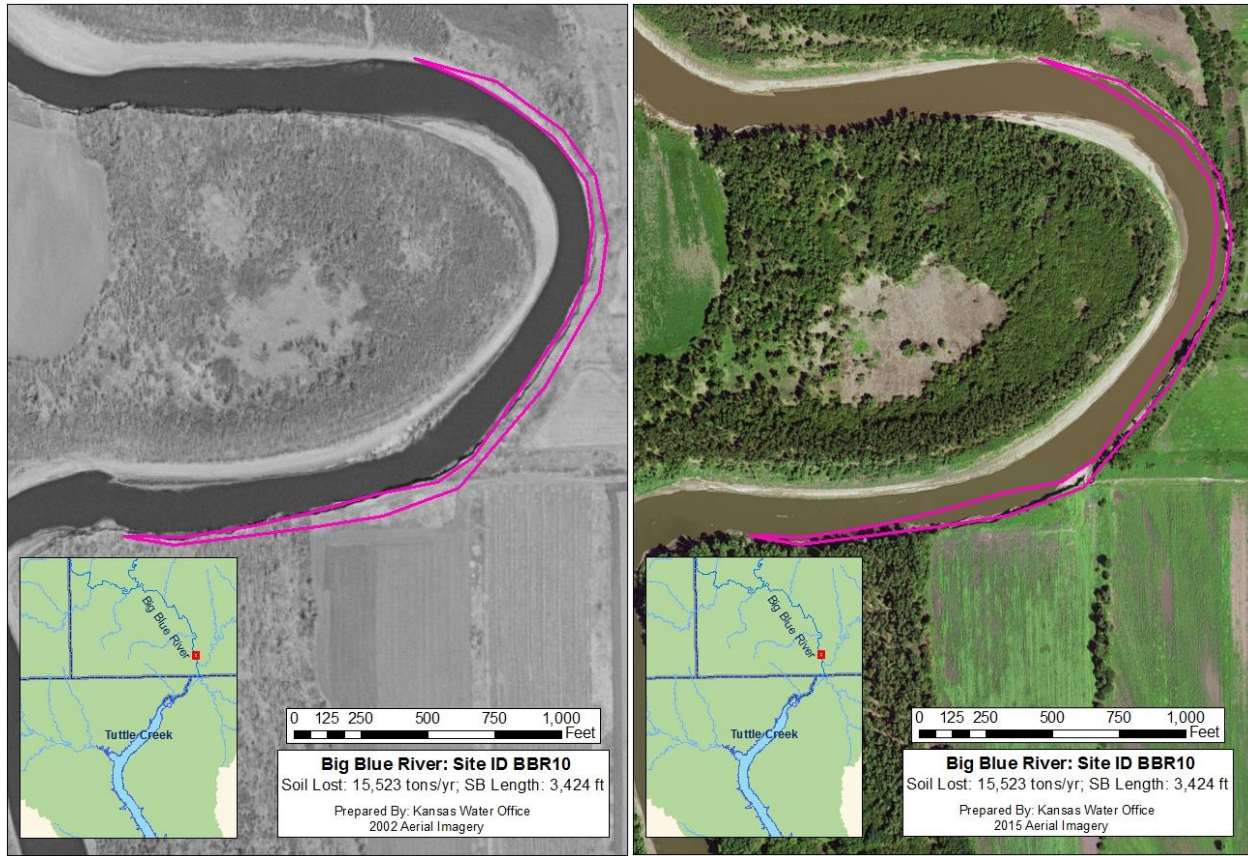 Big Blue River
Tuttle Creek
0 125 250 500 750 1,000
Feet
Big Blue River: Site ID BBR10
Soil Lost: 15,523 tons/yr; SB Length: 3,424 ft
Prepared By: Kansas Water Office
2002 Aerial Imagery
Big Blue River
Tuttle Creek
0 125 250 500 750 1,000
Feet
Big Blue River: Site ID BBR10
Soil Lost: 15,523 tons/yr; SB Length: 3,424 ft
Prepared By: Kansas Water Office
2015 Aerial Imagery